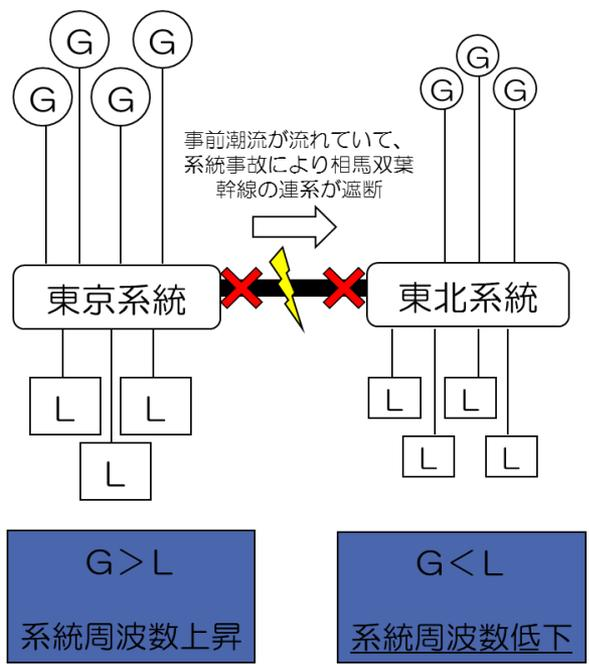 G
G
G
G
G
G
G
事前潮流が流れていて、
系統事故により相馬双葉
幹線の連系が遮断
東京系統
東北系統
L
L
L
L
L
L
L
G>L
系統周波数上昇
G<L
系統周波数低下